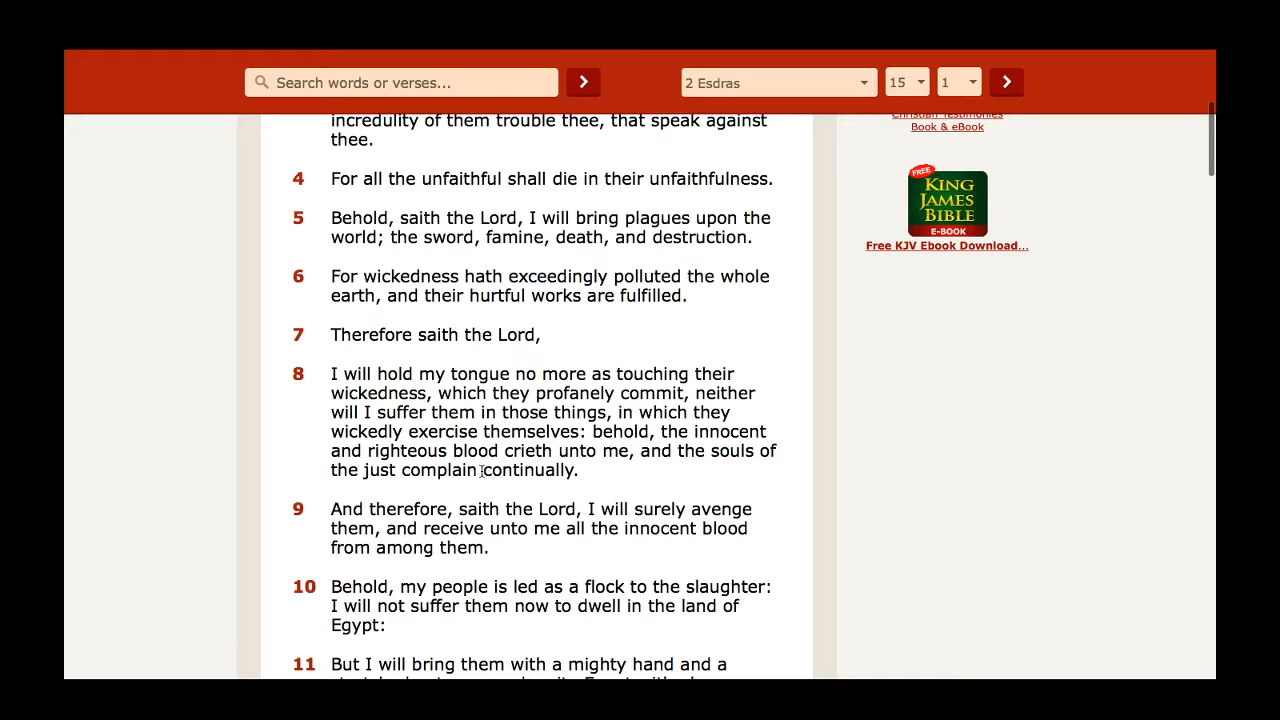 Search words or verses...
2 Esdras
15
1
incredulity of them trouble thee, that speak against
thee.
4 For all the unfaithful shall die in their unfaithfulness.
5 Behold, saith the Lord, I will bring plagues upon the
world; the sword, famine, death, and destruction.
6 For wickedness hath exceedingly polluted the whole
earth, and their hurtful works are fulfilled.
7 Therefore saith the Lord,
8 I will hold my tongue no more as touching their
wickedness, which they profanely commit, neither
will I suffer them in those things, in which they
wickedly exercise themselves: behold, the innocent
and righteous blood crieth unto me, and the souls of
the just complain continually.
9 And therefore, saith the Lord, I will surely avenge
them, and receive unto me all the innocent blood
from among them.
10 Behold, my people is led as a flock to the slaughter:
I will not suffer them now to dwell in the land of
Egypt:
11 But I will bring them with a mighty hand and a
Christian Testimonies
Book & eBook
FREE
KING
JAMES
BIBLE
E-BOOK
Free KJV Ebook Download...